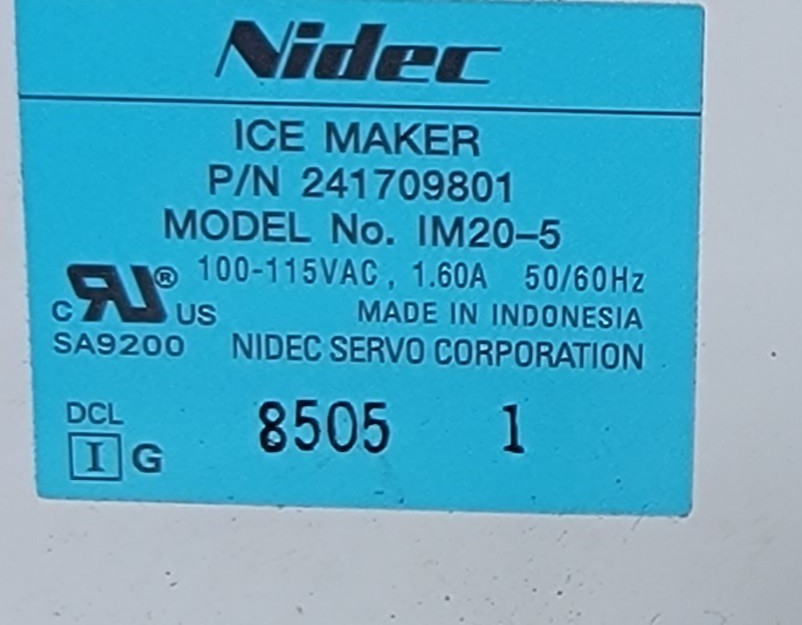 Nidec
ICE MAKER
P/N 241709801
MODEL No. IM20-5
100-115VAC, 1.60A 50/60Hz
C RU® US MADE IN INDONESIA
SA9200 NIDEC SERVO CORPORATION
DCL 8505 1
I G